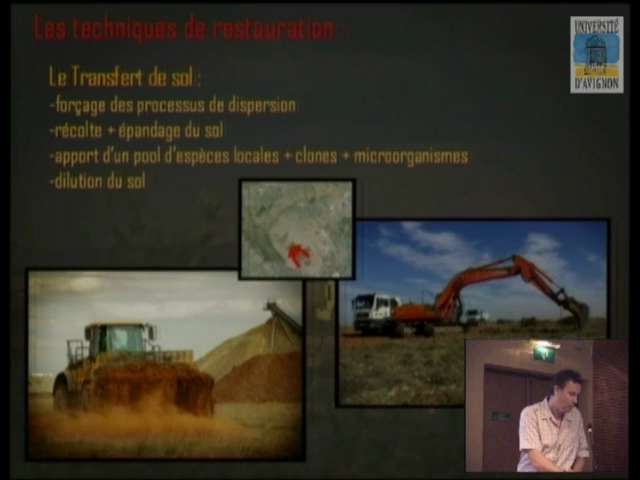 Les techniques de restauration :
UNIVERSITÉ
D'AVIGNON
Le Transfert de sol :
-forçage des processus de dispersion
-récolte + épandage du sol
-apport d'un pool d'espèces locales + clones + microorganismes
-dilution du sol